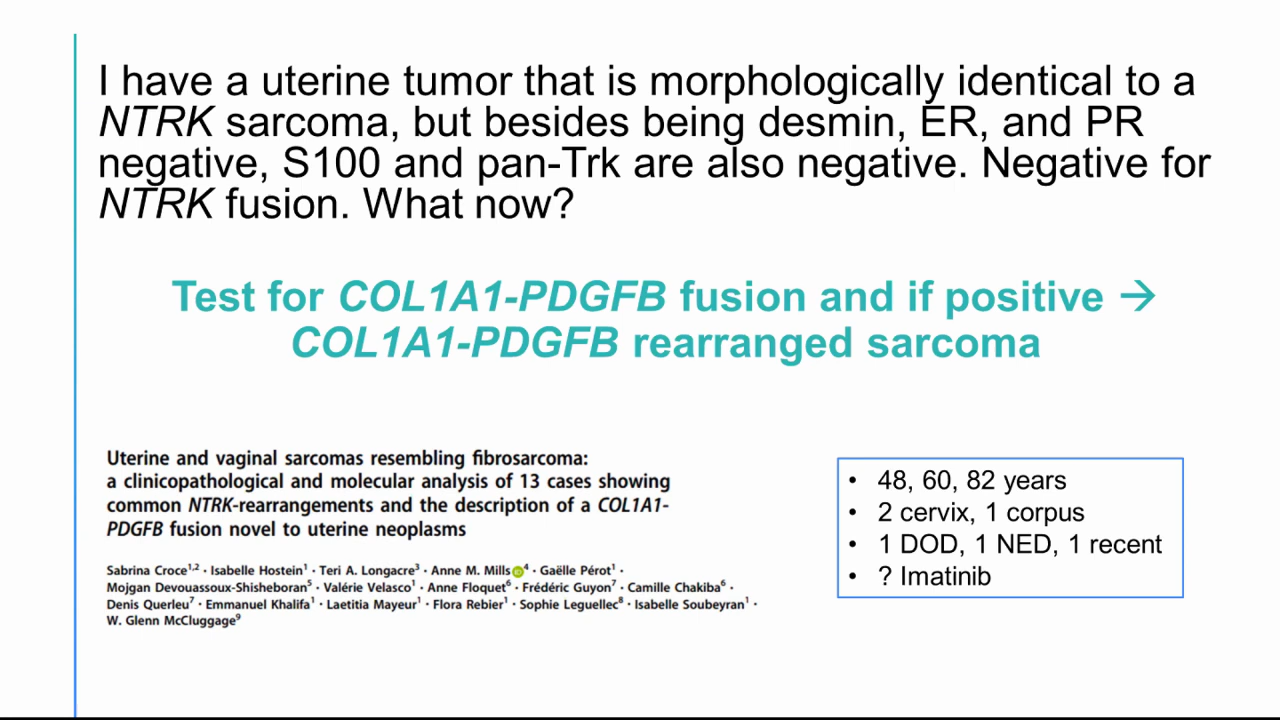 I have a uterine tumor that is morphologically identical to a
NTRK sarcoma, but besides being desmin, ER, and PR
negative, S100 and pan-Trk are also negative. Negative for
NTRK fusion. What now?
Test for COL1A1-PDGFB fusion and if positive →
COL1A1-PDGFB rearranged sarcoma
Uterine and vaginal sarcomas resembling fibrosarcoma:
a clinicopathological and molecular analysis of 13 cases showing
common NTRK-rearrangements and the description of a COL1A1-
PDGFB fusion novel to uterine neoplasms
Sabrina Croce1,2 · Isabelle Hostein1 · Teri A. Longacre3 · Anne M. Mills4 · Gaëlle Pérot1 ·
Mojgan Devouassoux-Shisheboran5 · Valérie Velasco1 · Anne Floquet6 · Frédéric Guyon7 · Camille Chakiba6 ·
Denis Querleu7 · Emmanuel Khalifa1 · Laetitia Mayeur1 · Flora Rebier1 · Sophie Leguellec8 · Isabelle Soubeyran1 ·
W. Glenn McCluggage9
• 48, 60, 82 years
• 2 cervix, 1 corpus
• 1 DOD, 1 NED, 1 recent
• ? Imatinib